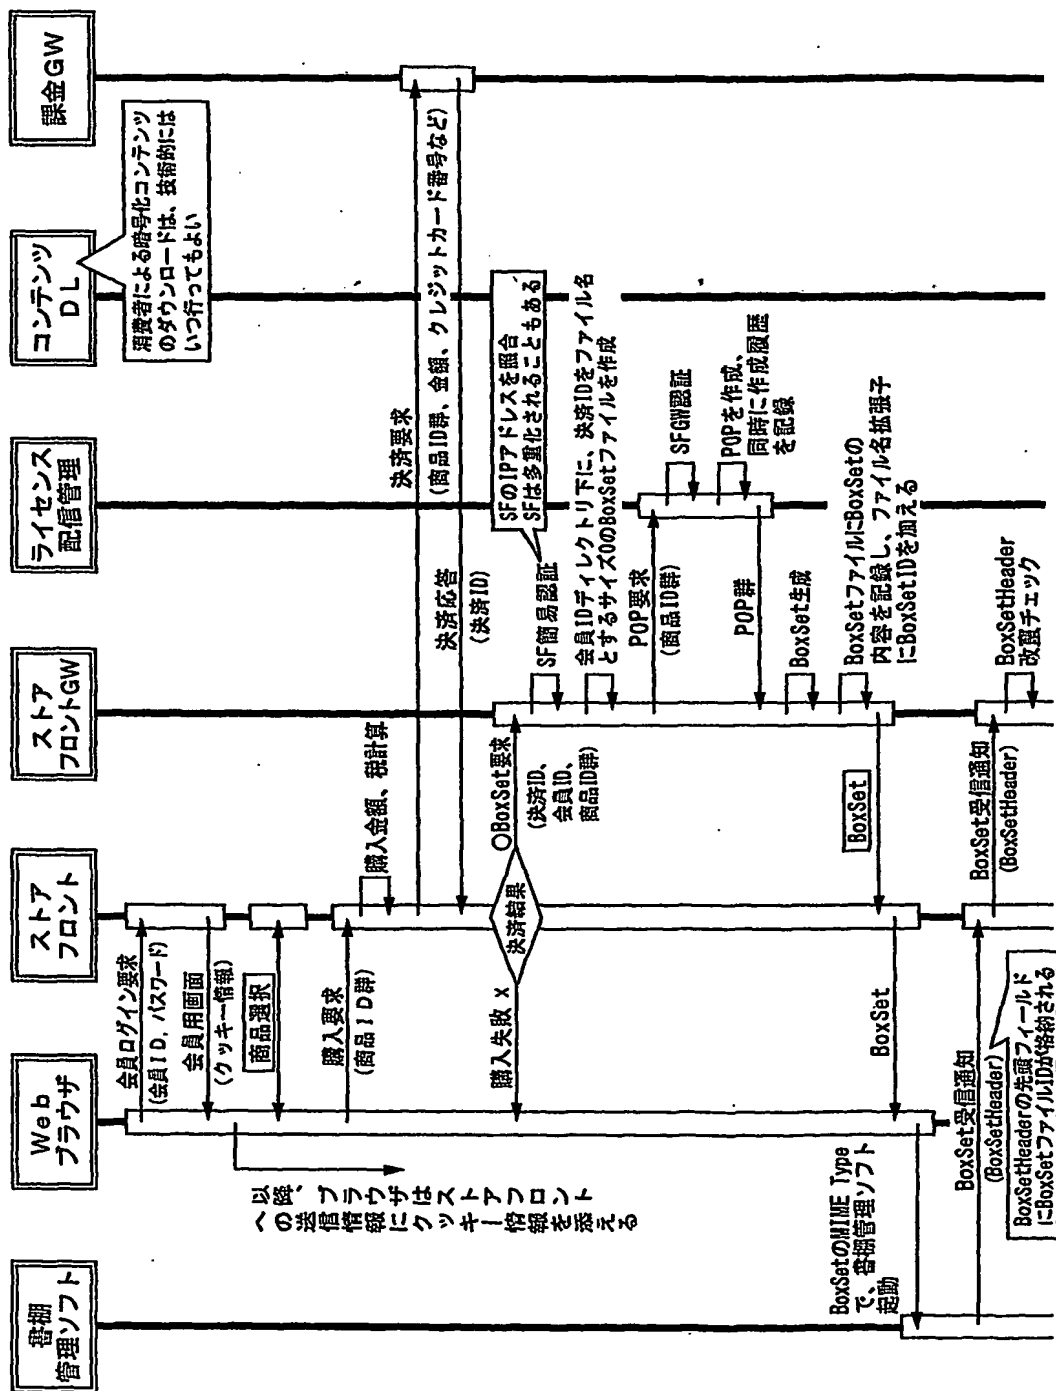 書棚
管理ソフト
Web
ブラウザ
ストア
フロント
ストア
フロントGW
ライセンス
配信管理
コンテンツ
DL
課金GW
消費者による暗号化コンテンツ
のダウンロードは、技術的には
いつ行ってもよい
会員ログイン要求
(会員ID,パスワード)
会員用画面
(クッキー情報)
以降、ブラウザはストアフロント
への送信情報にクッキー情報を添える
商品選択
購入要求
(商品ID群)
購入金額、税計算
決済要求
(商品ID群、金額、クレジットカード番号など)
決済応答
(決済ID)
決済結果
購入失敗 x
○BoxSet要求
(決済ID、
会員ID、
商品ID群)
SFのIPアドレスを照合
SFは多重化されることもある
SF簡易認証
会員IDディレクトリ下に、決済IDをファイル名
とするサイズ0のBoxSetファイルを作成
POP要求
(商品ID群)
SFGW認証
POPを作成、
同時に作成履歴
を記録
POP群
BoxSet生成
BoxSetファイルにBoxSetの
内容を記録し、ファイル名拡張子
にBoxSetIDを加える
BoxSet
BoxSet
BoxSetのMIME Type
で、書棚管理ソフト
起動
BoxSet受信通知
(BoxSetHeader)
BoxSetHeaderの先頭フィールド
にBoxSetファイルIDが格納される
BoxSet受信通知
(BoxSetHeader)
BoxSetHeader
改竄チェック